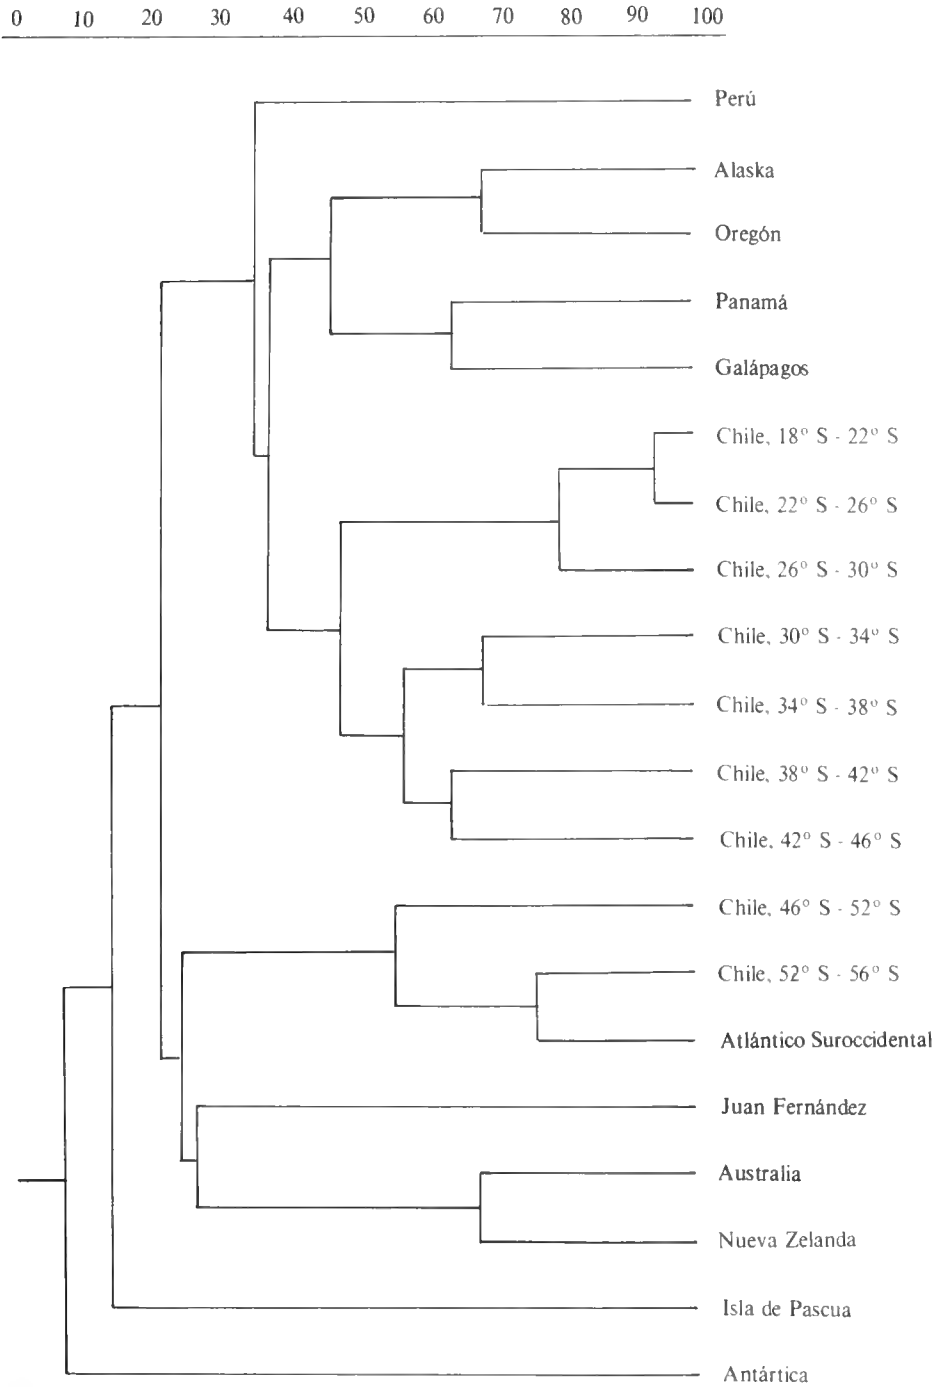 0 10 20 30 40 50 60 70 80 90 100
Perú
Alaska
Oregón
Panamá
Galápagos
Chile, 18° S - 22° S
Chile, 22° S - 26° S
Chile, 26° S - 30° S
Chile, 30° S - 34° S
Chile, 34° S - 38° S
Chile, 38° S - 42° S
Chile, 42° S - 46° S
Chile, 46° S - 52° S
Chile, 52° S - 56° S
Atlántico Suroccidental
Juan Fernández
Australia
Nueva Zelanda
Isla de Pascua
Antártica